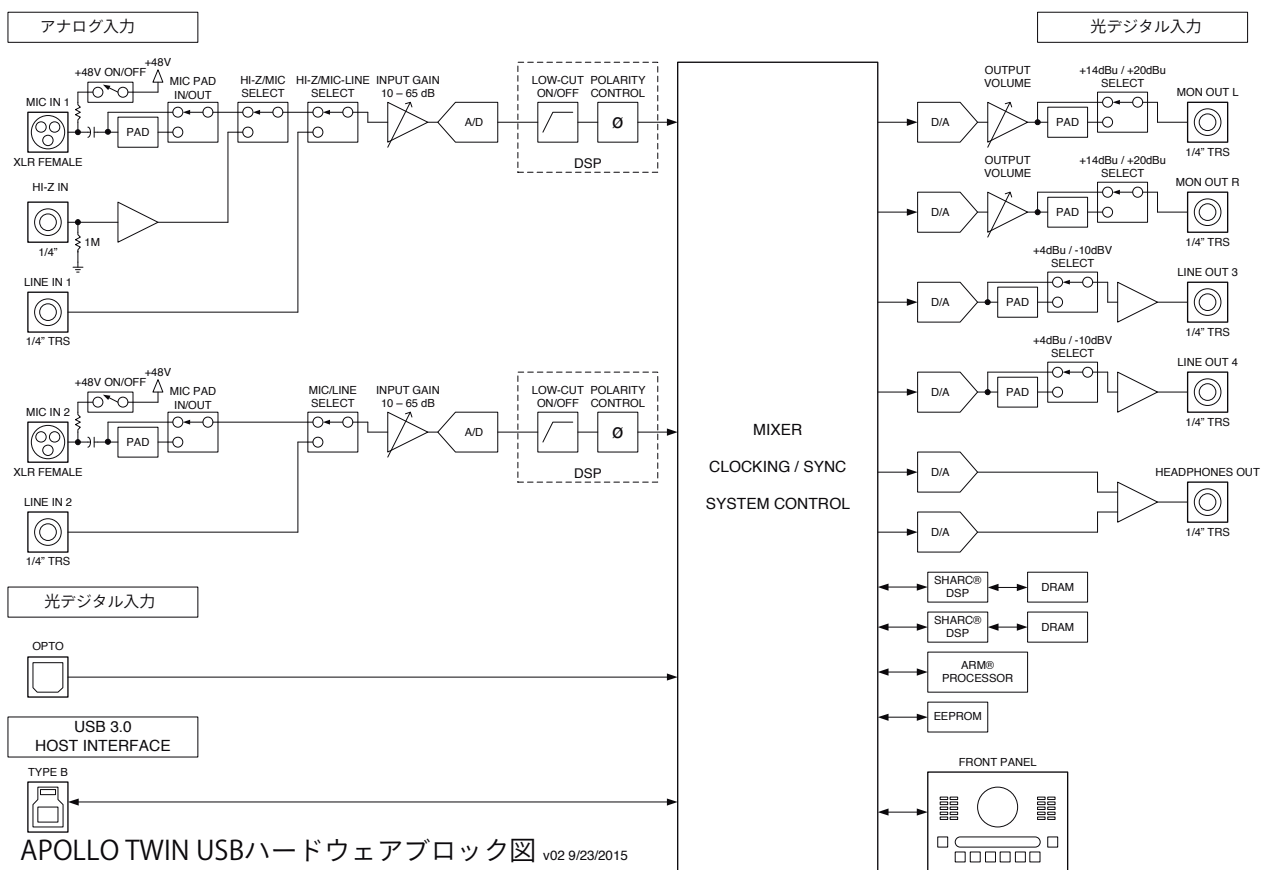 アナログ入力
光デジタル入力
+48V
+48V ON/OFF
MIC PAD
IN/OUT
HI-Z/MIC
SELECT
HI-Z/MIC-LINE
SELECT
INPUT GAIN
10 – 65 dB
LOW-CUT
ON/OFF
POLARITY
CONTROL
MIC IN 1
PAD
A/D
Ø
DSP
XLR FEMALE
HI-Z IN
1M
1/4”
LINE IN 1
1/4” TRS
+48V
+48V ON/OFF
MIC PAD
IN/OUT
MIC/LINE
SELECT
INPUT GAIN
10 – 65 dB
LOW-CUT
ON/OFF
POLARITY
CONTROL
MIC IN 2
PAD
A/D
Ø
DSP
XLR FEMALE
LINE IN 2
1/4” TRS
光デジタル入力
OPTO
USB 3.0
HOST INTERFACE
TYPE B
MIXER
CLOCKING / SYNC
SYSTEM CONTROL
OUTPUT
VOLUME
+14dBu / +20dBu
SELECT
MON OUT L
D/A
PAD
1/4” TRS
OUTPUT
VOLUME
+14dBu / +20dBu
SELECT
MON OUT R
D/A
PAD
1/4” TRS
+4dBu / -10dBV
SELECT
LINE OUT 3
D/A
PAD
1/4” TRS
+4dBu / -10dBV
SELECT
LINE OUT 4
D/A
PAD
1/4” TRS
D/A
HEADPHONES OUT
D/A
1/4” TRS
SHARC®
DSP
DRAM
SHARC®
DSP
DRAM
ARM®
PROCESSOR
EEPROM
FRONT PANEL
APOLLO TWIN USBハードウェアブロック図 v02 9/23/2015